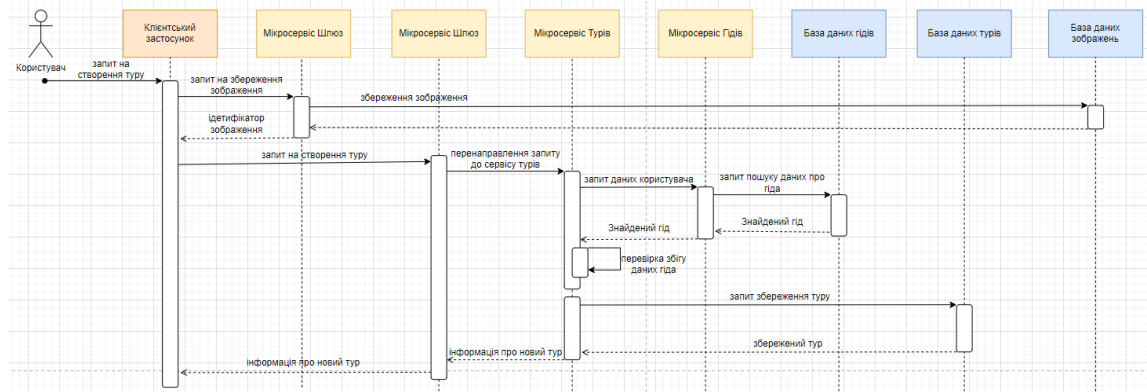 Клієнтський
застосунок
Мікросервіс Шлюз
Мікросервіс Шлюз
Мікросервіс Турів
Мікросервіс Гідів
База даних гідів
База даних турів
База даних
зображень
Користувач
запит на
створення туру
запит на збереження
зображення
збереження зображення
ідетифікатор
зображення
запит на створення туру
перенаправлення запиту
до сервісу турів
запит даних користувача
запит пошуку даних про
гіда
Знайдений гід
Знайдений гід
перевірка збігу
даних гіда
запит збереження туру
збережений тур
інформація про новий тур
інформація про новий тур